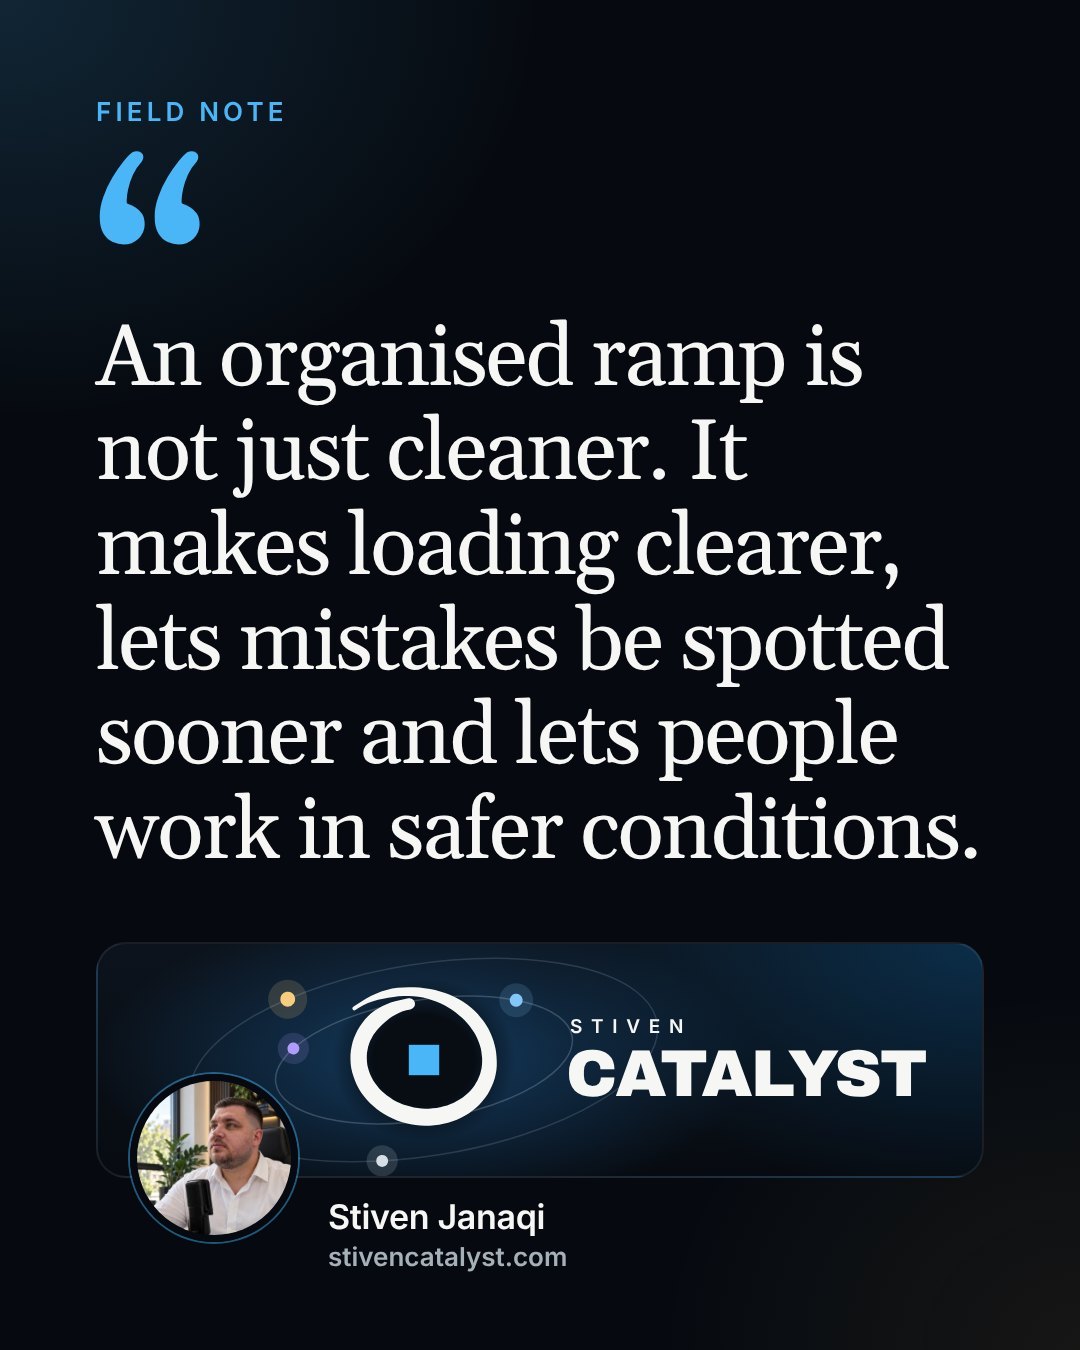 FIELD NOTE
“
An organised ramp is
not just cleaner. It
makes loading clearer,
lets mistakes be spotted
sooner and lets people
work in safer conditions.
STIVEN
CATALYST
Stiven Janaqi
stivencatalyst.com